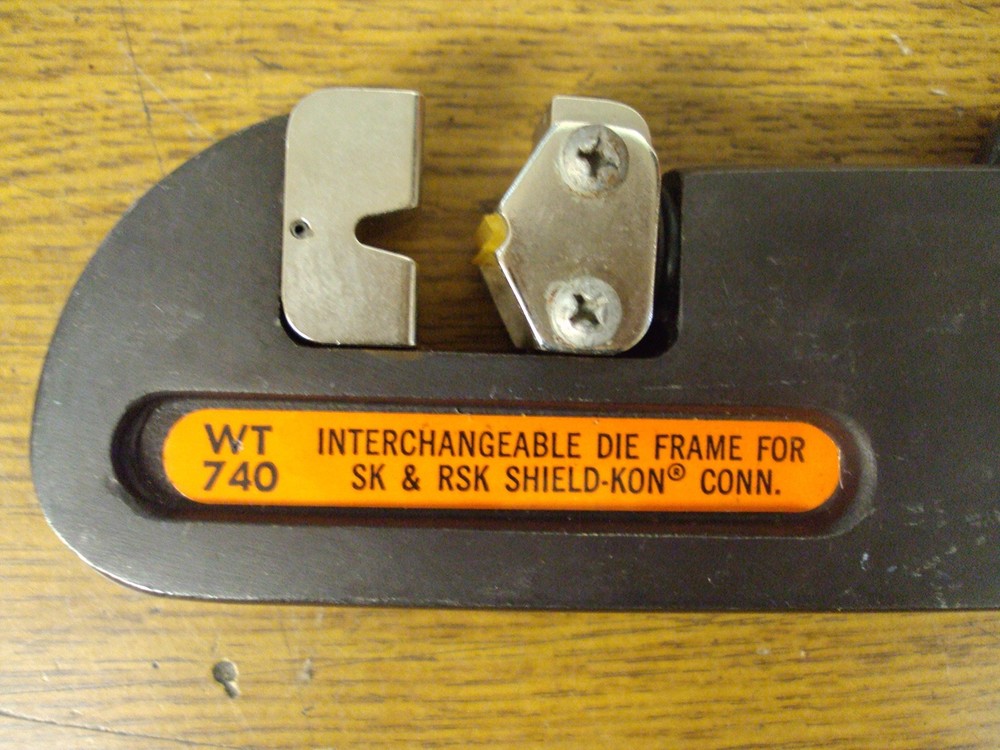 WT
740
INTERCHANGEABLE DIE FRAME FOR
SK & RSK SHIELD-KON® CONN.